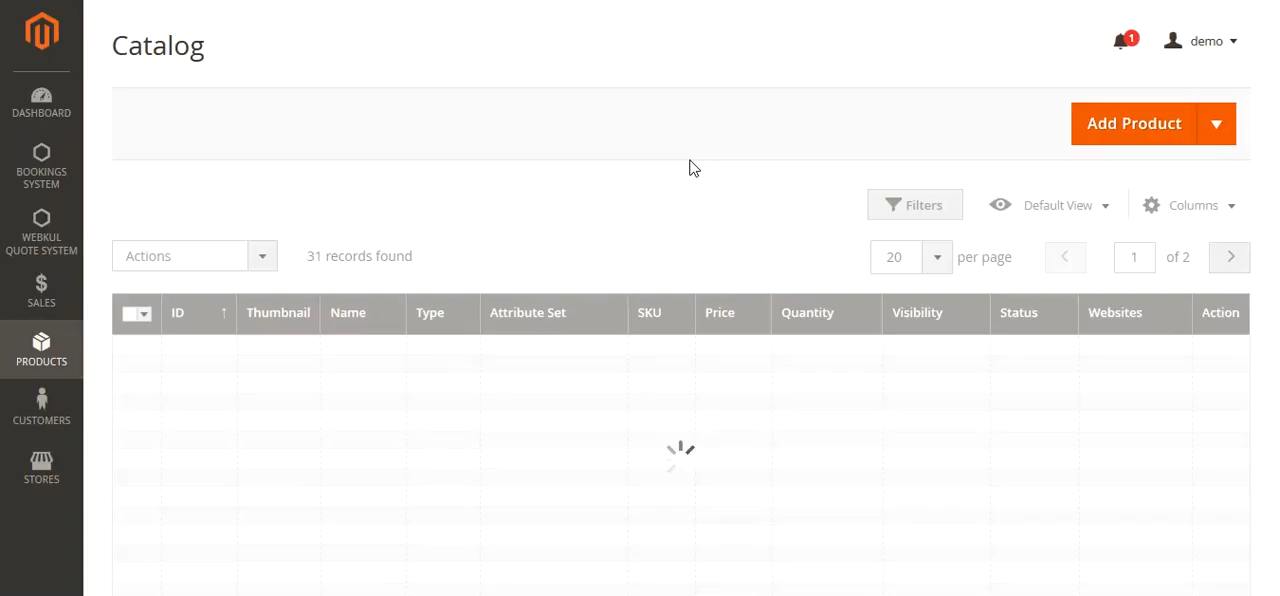 Catalog
1
demo
DASHBOARD
Add Product
BOOKINGS
SYSTEM
Filters
Default View
Columns
WEBKUL
QUOTE SYSTEM
Actions
31 records found
20
per page
1
of 2
SALES
ID ↑ Thumbnail Name Type Attribute Set SKU Price Quantity Visibility Status Websites Action
PRODUCTS
CUSTOMERS
STORES